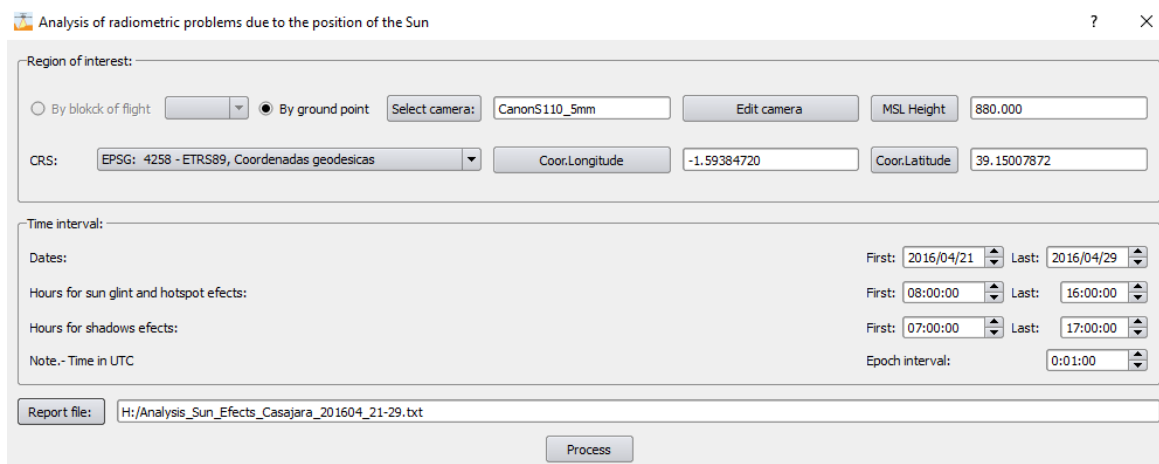 Analysis of radiometric problems due to the position of the Sun ?
Region of interest:
By blokck of flight By ground point Select camera: CanonS110_5mm Edit camera MSL Height 880.000
CRS: EPSG: 4258 - ETRS89, Coordenadas geodesicas Coor.Longitude -1.59384720 Coor.Latitude 39.15007872
Time interval:
Dates: First: 2016/04/21 Last: 2016/04/29
Hours for sun glint and hotspot efects: First: 08:00:00 Last: 16:00:00
Hours for shadows efects: First: 07:00:00 Last: 17:00:00
Note.- Time in UTC Epoch interval: 0:01:00
Report file: H:/Analysis_Sun_Efects_Casajara_201604_21-29.txt
Process